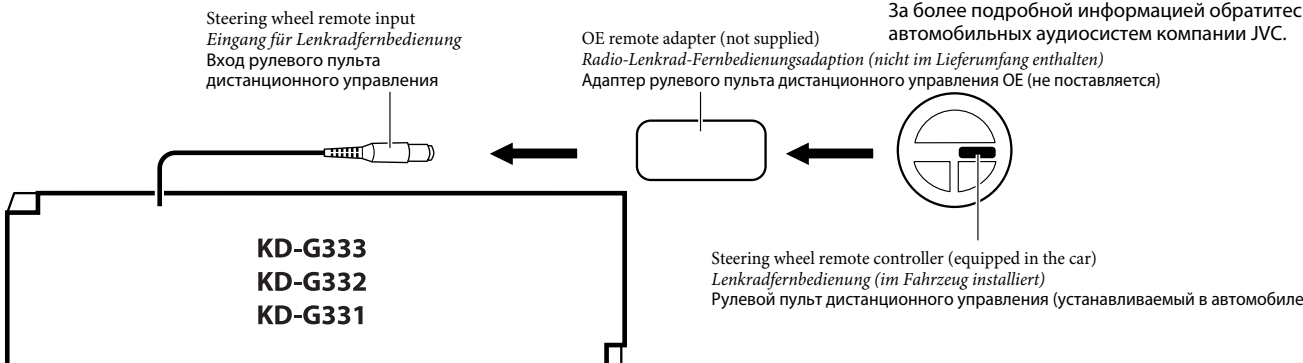 За более подробной информацией обратитес
автомобильных аудиосистем компании JVC.
Steering wheel remote input
Eingang für Lenkradfernbedienung
Вход рулевого пульта
дистанционного управления
OE remote adapter (not supplied)
Radio-Lenkrad-Fernbedienungsadaption (nicht im Lieferumfang enthalten)
Адаптер рулевого пульта дистанционного управления ОЕ (не поставляется)
Steering wheel remote controller (equipped in the car)
Lenkradfernbedienung (im Fahrzeug installiert)
Рулевой пульт дистанционного управления (устанавливаемый в автомобиле
KD-G333
KD-G332
KD-G331